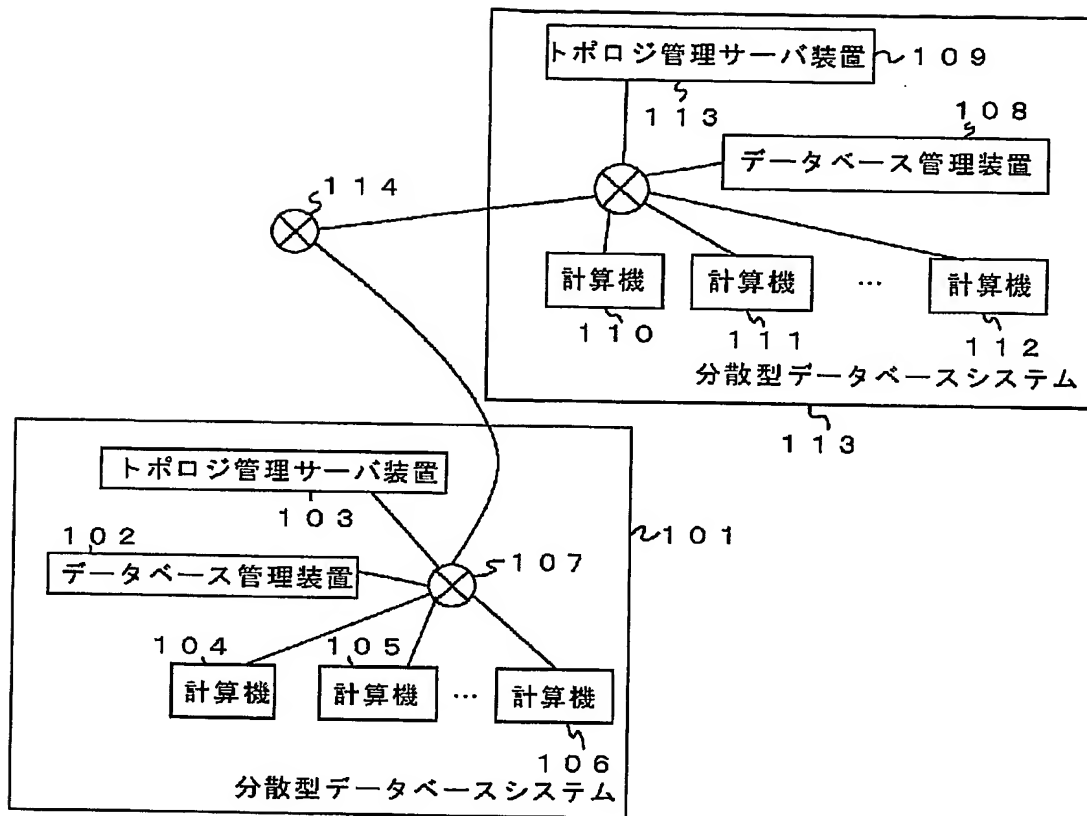 トポロジ管理サーバ装置 109
113
108
データベース管理装置
114
計算機 計算機 … 計算機
110 111 112
分散型データベースシステム
113
トポロジ管理サーバ装置
103
101
102
データベース管理装置
107
104 105
計算機 計算機 … 計算機
106
分散型データベースシステム